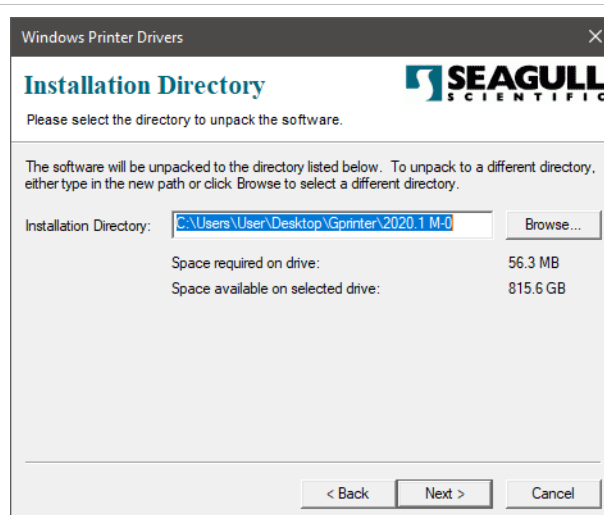 Windows Printer Drivers
Installation Directory
SEAGULL
SCIENTIFIC
Please select the directory to unpack the software.
The software will be unpacked to the directory listed below. To unpack to a different directory,
either type in the new path or click Browse to select a different directory.
Installation Directory: C:\Users\User\Desktop\Gprinter\2020.1 M-0 Browse...
Space required on drive: 56.3 MB
Space available on selected drive: 815.6 GB
< Back Next > Cancel